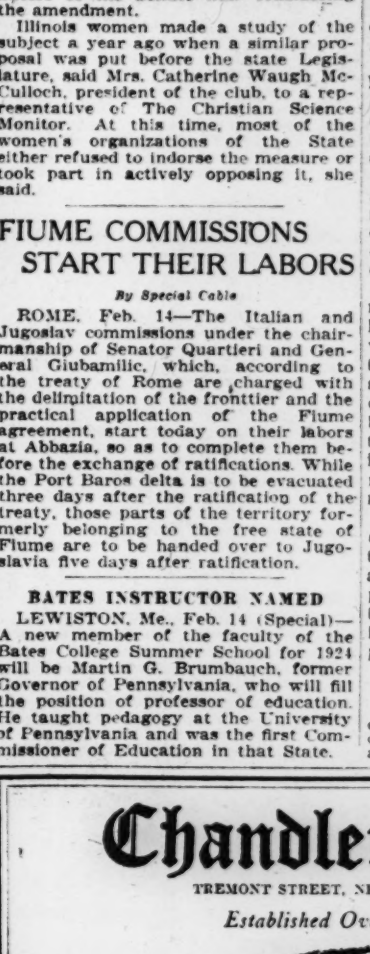 the amendment.
Illinois women made a study of the
subject a year ago when a similar pro-
posal was put before the state Legis-
lature, said Mrs. Catherine Waugh Mc-
Culloch, president of the club, to a rep-
resentative of The Christian Science
Monitor. At this time, most of the
women's organizations of the State
either refused to indorse the measure or
took part in actively opposing it, she
said.
FIUME COMMISSIONS
START THEIR LABORS
By Special Cable
ROME, Feb. 14—The Italian and
Jugoslav commissions under the chair-
manship of Senator Quartieri and Gen-
eral Giubamilic, which, according to
the treaty of Rome are charged with
the delimitation of the fronttier and the
practical application of the Fiume
agreement, start today on their labors
at Abbazia, so as to complete them be-
fore the exchange of ratifications. While
the Port Baros delta is to be evacuated
three days after the ratification of the
treaty, those parts of the territory for-
merly belonging to the free state of
Fiume are to be handed over to Jugo-
slavia five days after ratification.
BATES INSTRUCTOR NAMED
LEWISTON, Me., Feb. 14 (Special)—
A new member of the faculty of the
Bates College Summer School for 1924
will be Martin G. Brumbauch, former
Governor of Pennsylvania, who will fill
the position of professor of education.
He taught pedagogy at the University
of Pennsylvania and was the first Com-
missioner of Education in that State.
Chandle
TREMONT STREET, NE
Established Ov